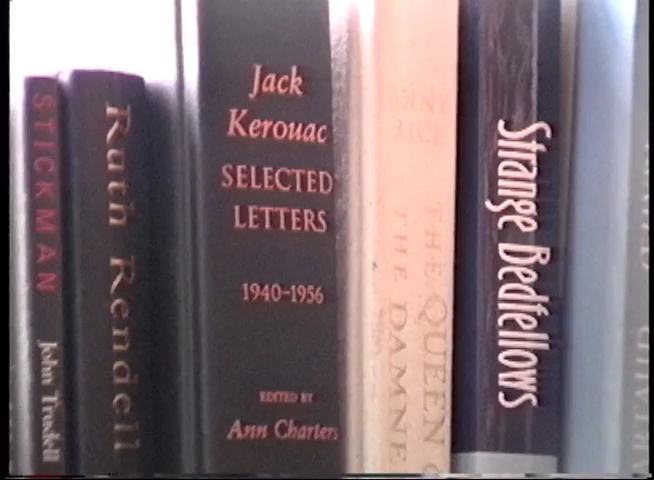 STICKMAN
John Trudell
Ruth Rendell
Jack
Kerouac
SELECTED
LETTERS
1940-1956
EDITED BY
Ann Charters
ANNE
RICE
THE QUEEN
THE DAMNE
Strange Bedfellows